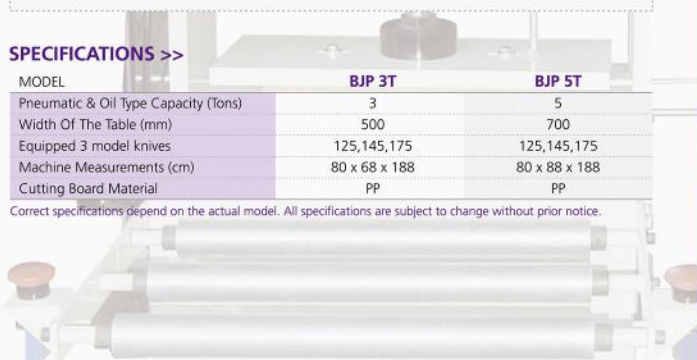 SPECIFICATIONS >>
MODEL BJP 3T BJP 5T
Pneumatic & Oil Type Capacity (Tons) 3 5
Width Of The Table (mm) 500 700
Equipped 3 model knives 125,145,175 125,145,175
Machine Measurements (cm) 80 x 68 x 188 80 x 88 x 188
Cutting Board Material PP PP
Correct specifications depend on the actual model. All specifications are subject to change without prior notice.